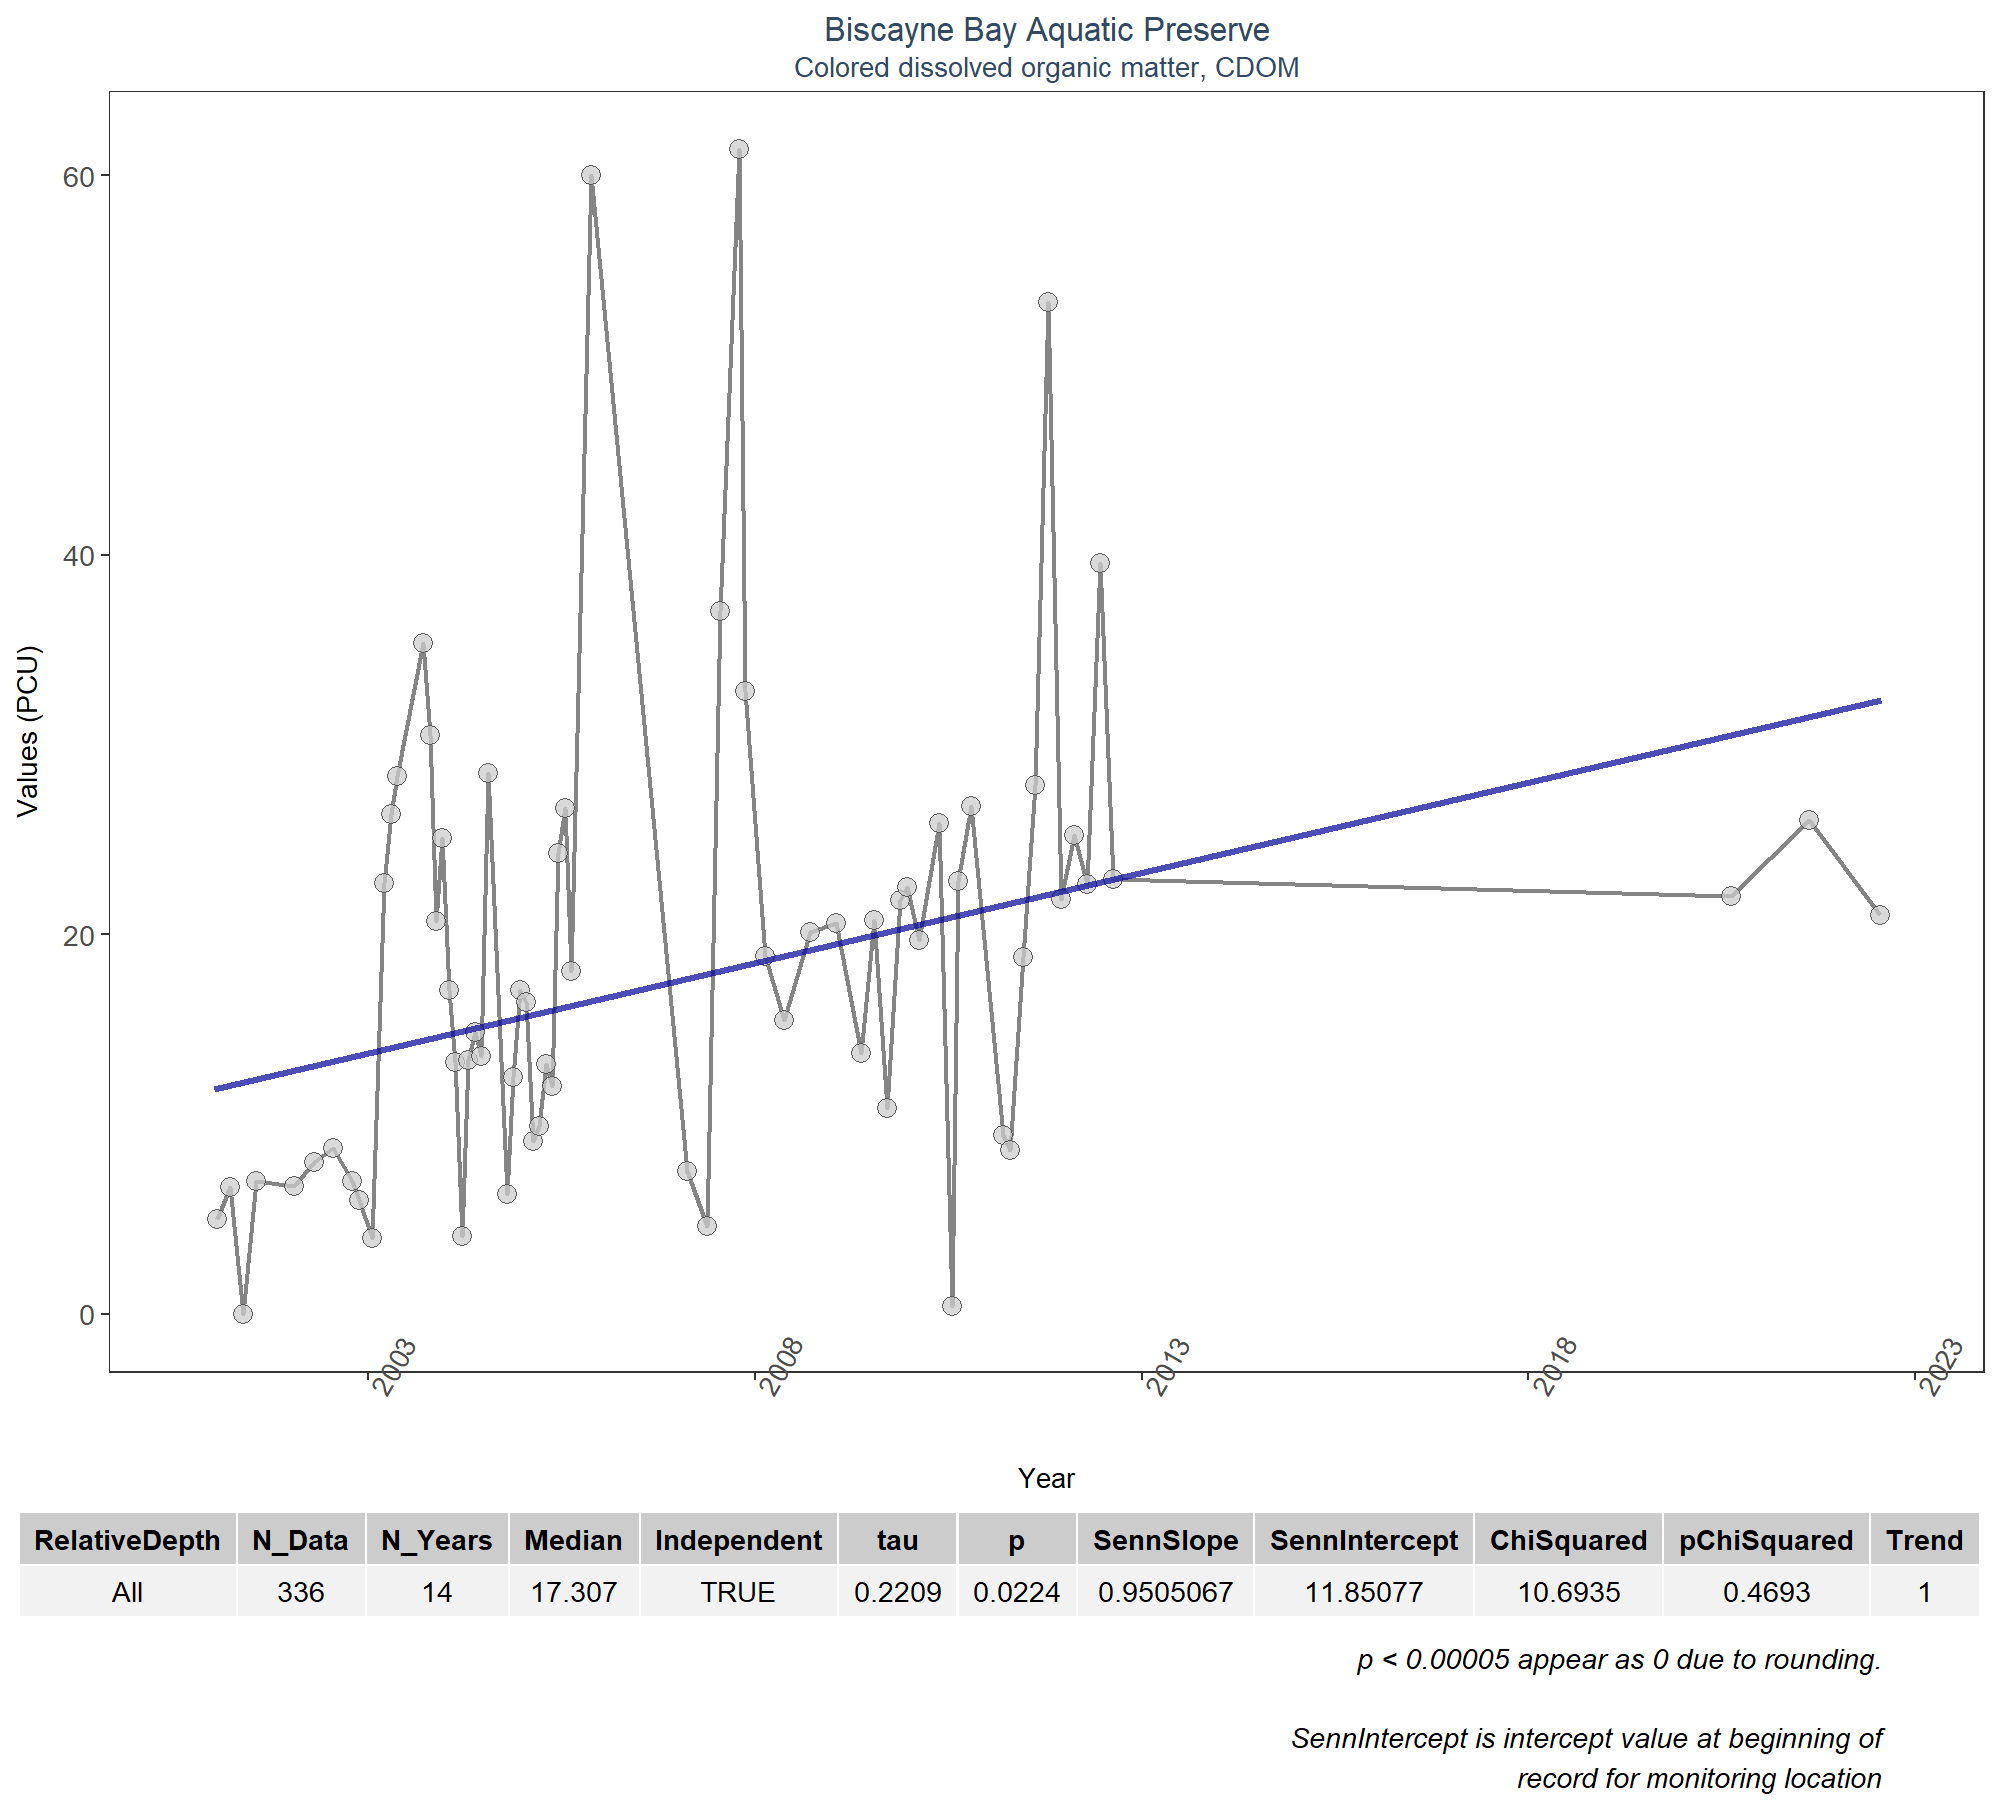 Biscayne Bay Aquatic Preserve
Colored dissolved organic matter, CDOM
60
40
20
0
Values (PCU)
2003 2008 2013 2018 2023
Year
RelativeDepth N_Data N_Years Median Independent tau p SennSlope SennIntercept ChiSquared pChiSquared Trend
All 336 14 17.307 TRUE 0.2209 0.0224 0.9505067 11.85077 10.6935 0.4693 1
p < 0.00005 appear as 0 due to rounding.
SennIntercept is intercept value at beginning of
record for monitoring location